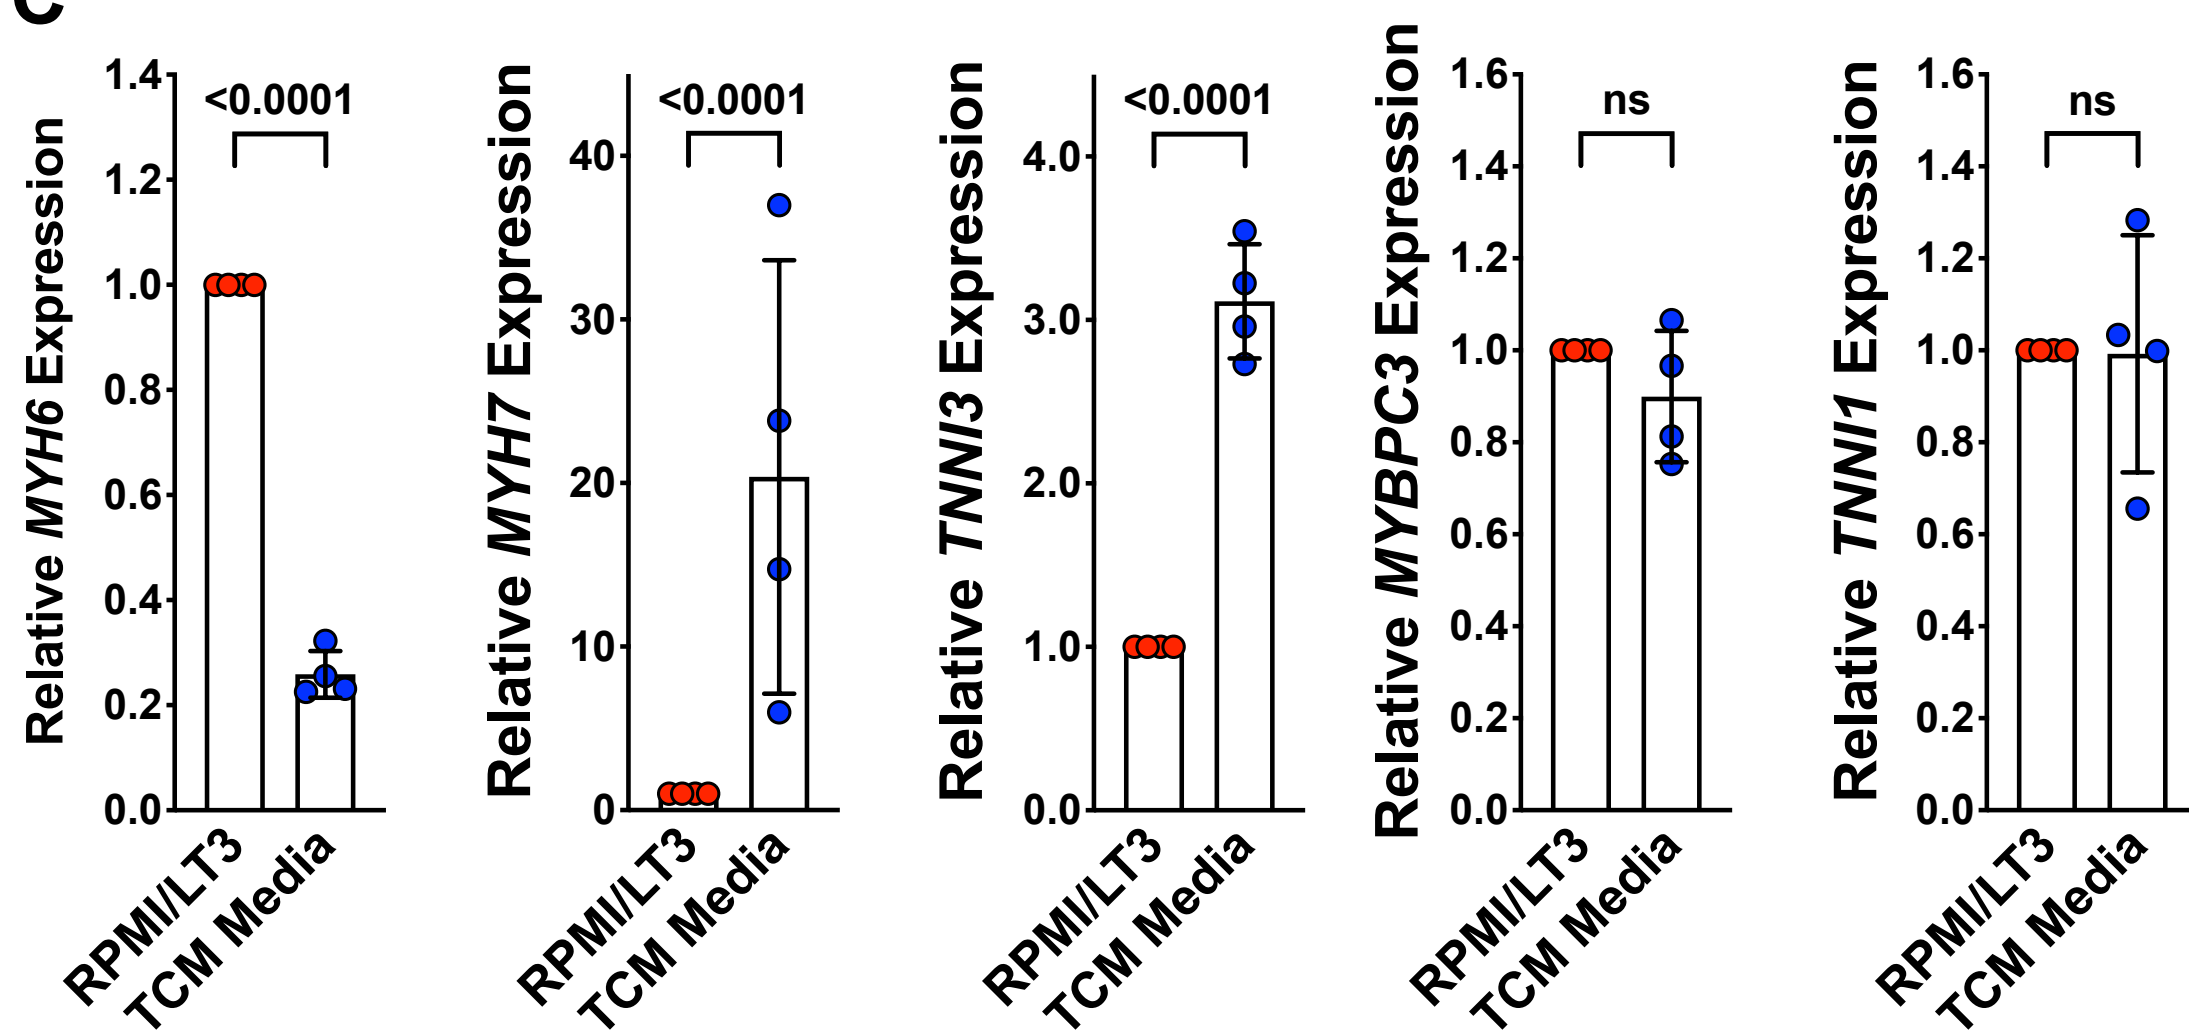 C
Relative MYH6 Expression
1.4
1.2
1.0
0.8
0.6
0.4
0.2
0.0
<0.0001
RPMI/LT3
TCM Media
Relative MYH7 Expression
40
30
20
10
0
<0.0001
RPMI/LT3
TCM Media
Relative TNNI3 Expression
4.0
3.0
2.0
1.0
0.0
<0.0001
RPMI/LT3
TCM Media
Relative MYBPC3 Expression
1.6
1.4
1.2
1.0
0.8
0.6
0.4
0.2
0.0
ns
RPMI/LT3
TCM Media
Relative TNNI1 Expression
1.6
1.4
1.2
1.0
0.8
0.6
0.4
0.2
0.0
ns
RPMI/LT3
TCM Media